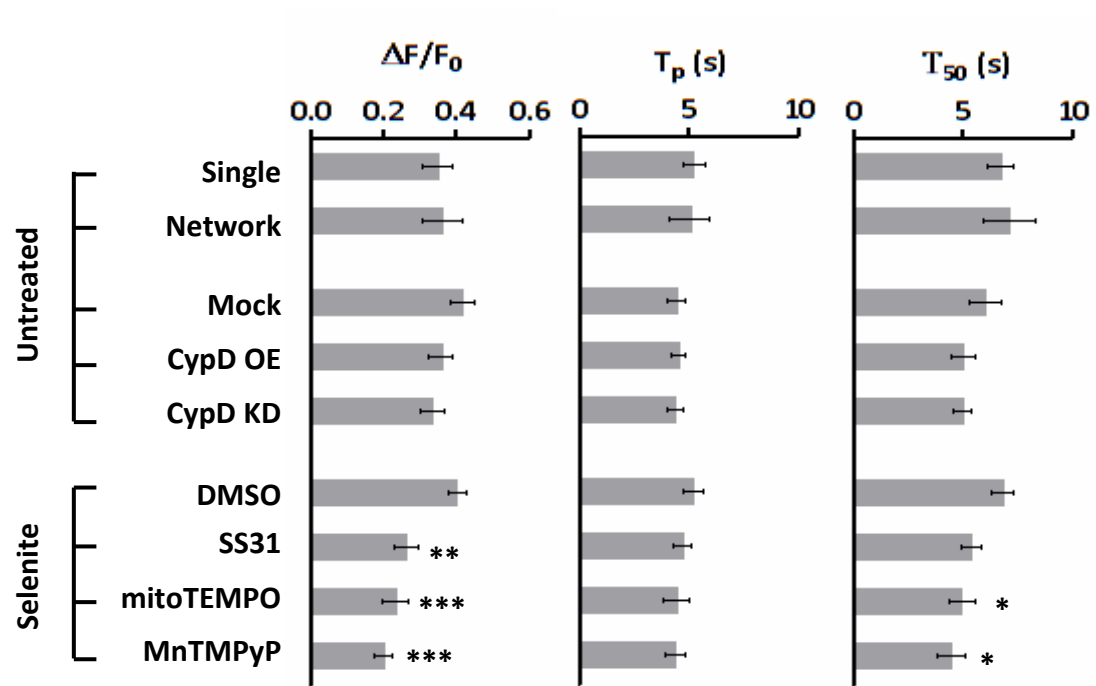 ΔF/F0 Tp (s) T50 (s)
0.0 0.2 0.4 0.6 0 5 10 0 5 10
Untreated
Single
Network
Mock
CypD OE
CypD KD
Selenite
DMSO
SS31 **
mitoTEMPO *** *
MnTMPyP *** *